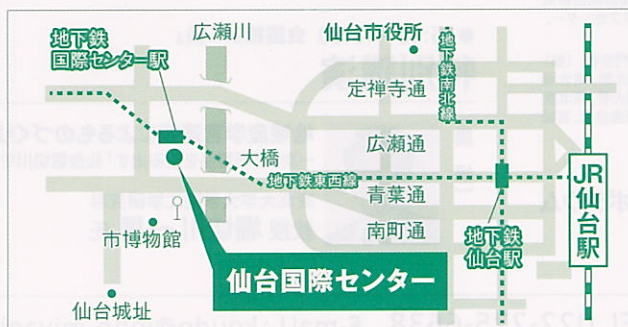 広瀬川
仙台市役所
地下鉄
国際センター駅
地下鉄南北線
定禅寺通
広瀬通
大橋
地下鉄東西線
青葉通
JR仙台駅
市博物館
南町通
地下鉄
仙台駅
仙台国際センター
仙台城址